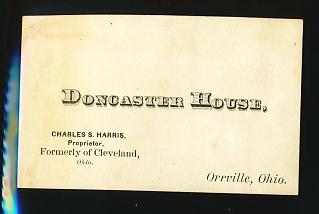 DONCASTER HOUSE,
CHARLES S. HARRIS,
Proprietor,
Formerly of Cleveland,
Ohio.
Orrville, Ohio.